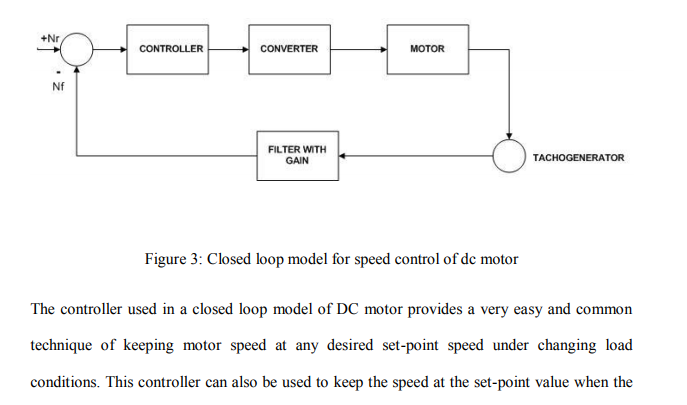 +Nr
CONTROLLER
CONVERTER
MOTOR
-
Nf
FILTER WITH
GAIN
TACHOGENERATOR
Figure 3: Closed loop model for speed control of dc motor
The controller used in a closed loop model of DC motor provides a very easy and common
technique of keeping motor speed at any desired set-point speed under changing load
conditions. This controller can also be used to keep the speed at the set-point value when the